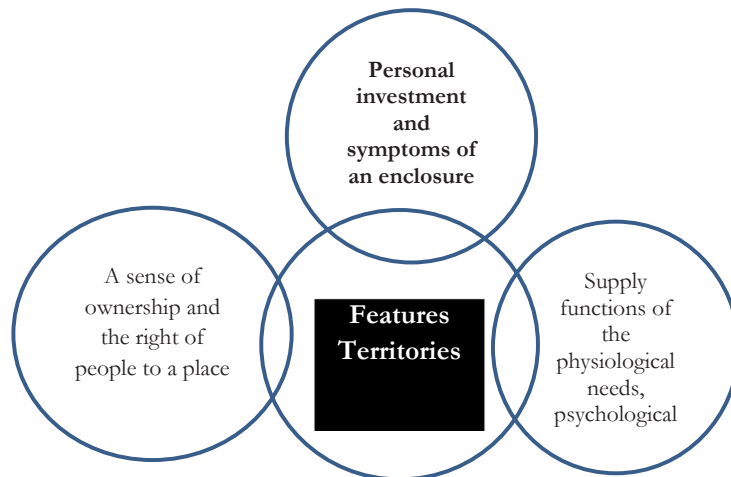 Personal
investment
and
symptoms of
an enclosure
A sense of
ownership and
the right of
people to a place
Features
Territories
Supply
functions of
the
physiological
needs,
psychological